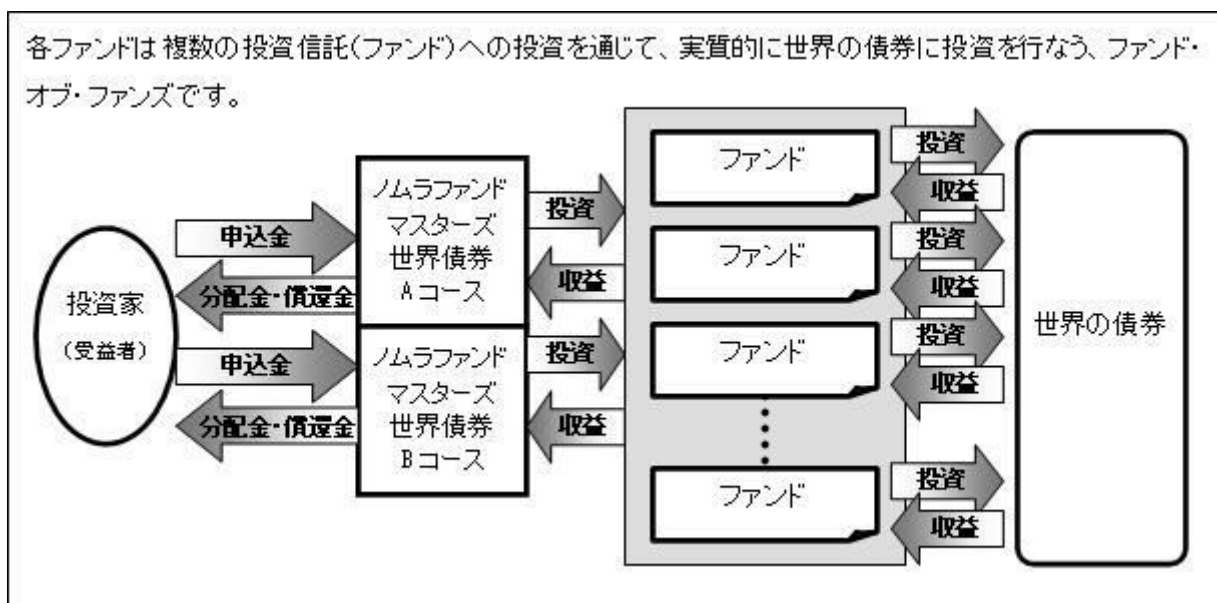 各ファンドは複数の投資信託(ファンド)への投資を通じて、実質的に世界の債券に投資を行なう、ファンド・
オブ・ファンズです。
投資家
(受益者)
申込金
分配金・償還金
申込金
分配金・償還金
ノムラファンド
マスターズ
世界債券
Aコース
ノムラファンド
マスターズ
世界債券
Bコース
投資
収益
投資
収益
ファンド
ファンド
ファンド
ファンド
投資
収益
投資
収益
投資
収益
投資
収益
世界の債券